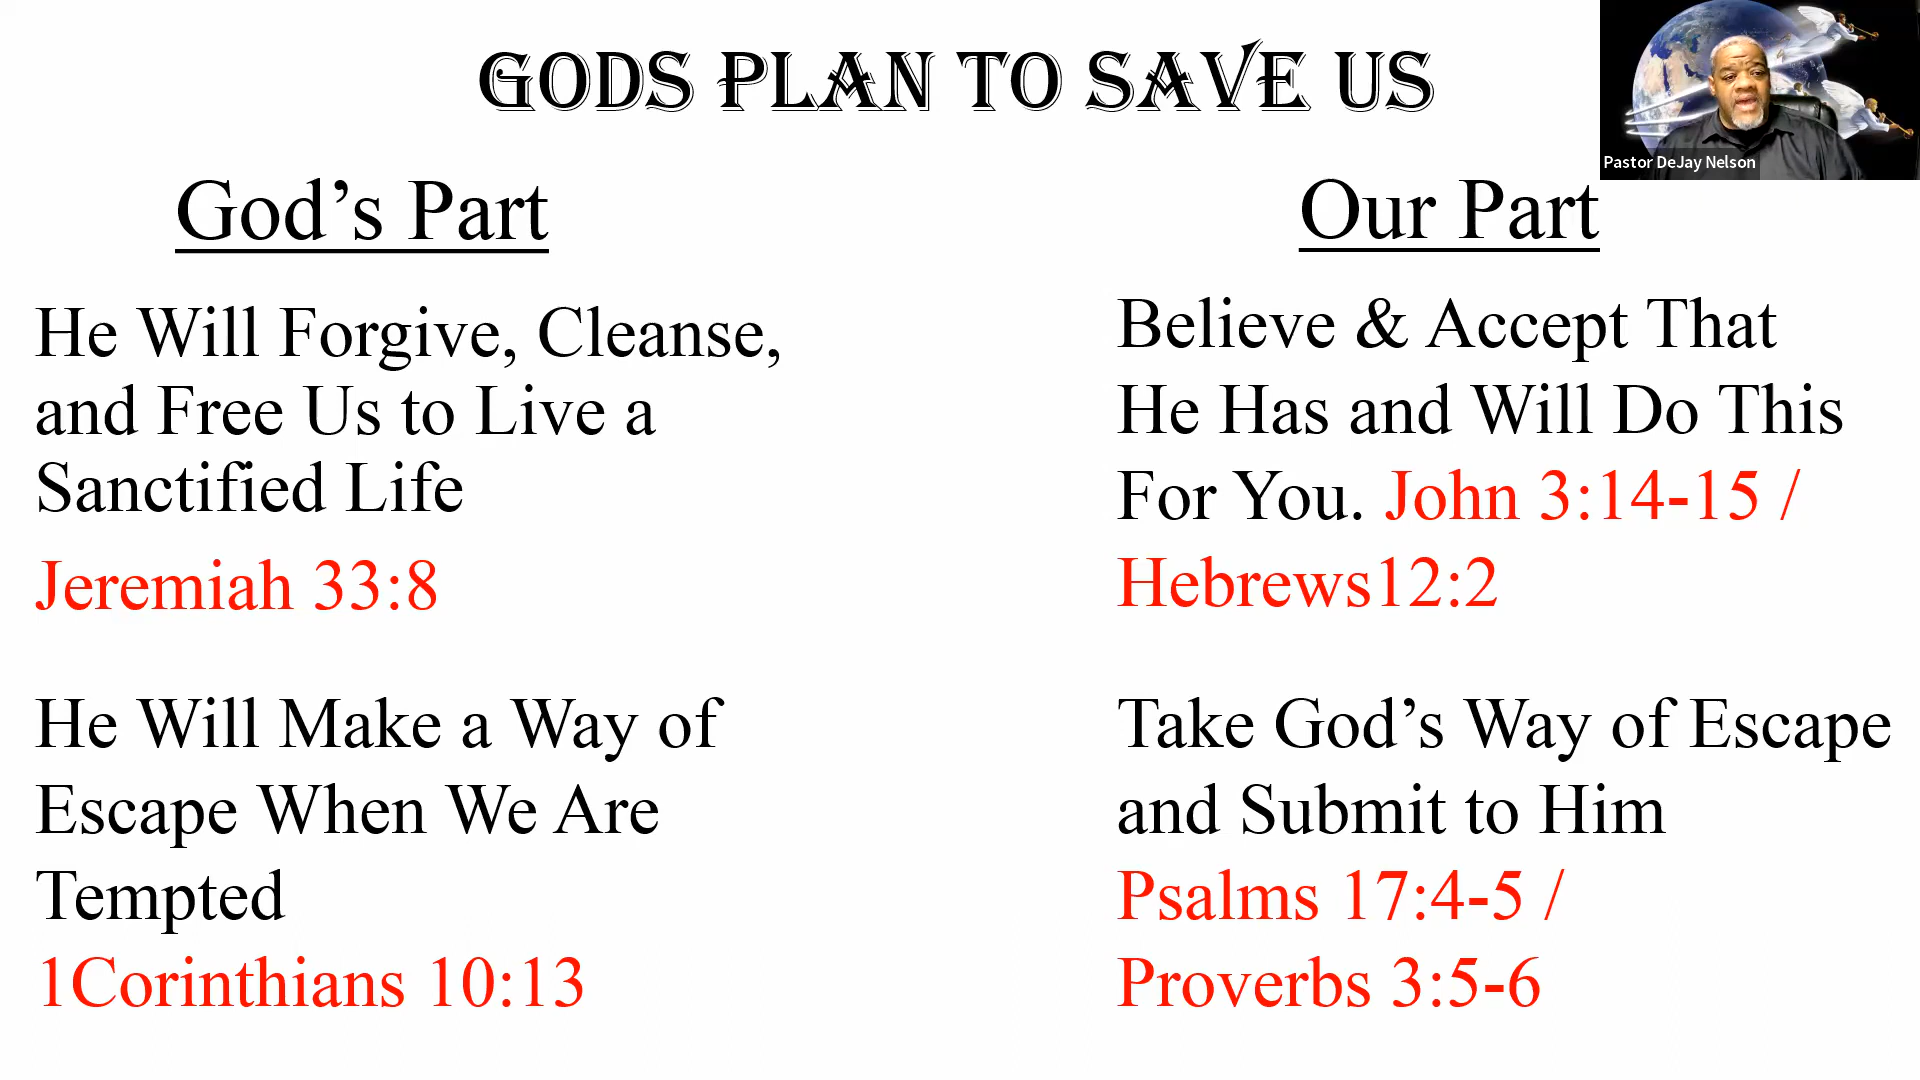 GODS PLAN TO SAVE US
Pastor DeJay Nelson
God’s Part
He Will Forgive, Cleanse,
and Free Us to Live a
Sanctified Life
Jeremiah 33:8
He Will Make a Way of
Escape When We Are
Tempted
1Corinthians 10:13
Our Part
Believe & Accept That
He Has and Will Do This
For You. John 3:14-15 /
Hebrews12:2
Take God’s Way of Escape
and Submit to Him
Psalms 17:4-5 /
Proverbs 3:5-6